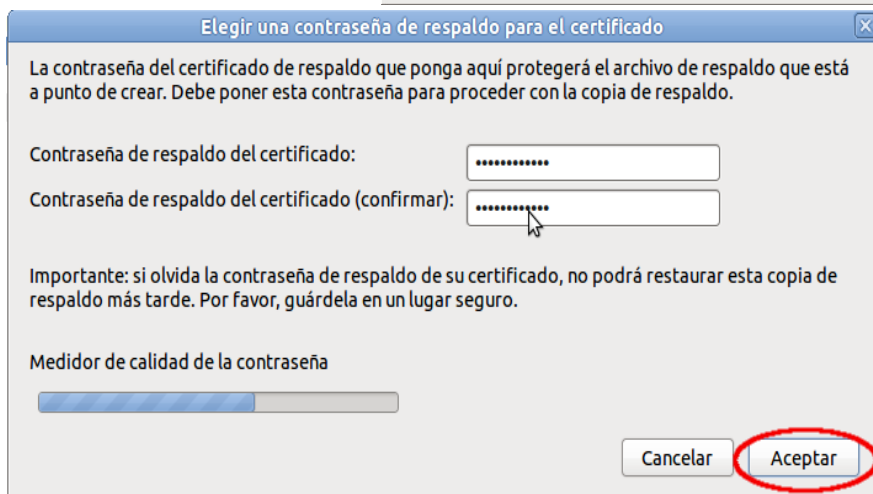 Elegir una contraseña de respaldo para el certificado
La contraseña del certificado de respaldo que ponga aquí protegerá el archivo de respaldo que está
a punto de crear. Debe poner esta contraseña para proceder con la copia de respaldo.
Contraseña de respaldo del certificado: ••••••••••••
Contraseña de respaldo del certificado (confirmar): ••••••••••••
Importante: si olvida la contraseña de respaldo de su certificado, no podrá restaurar esta copia de
respaldo más tarde. Por favor, guárdela en un lugar seguro.
Medidor de calidad de la contraseña
Cancelar Aceptar